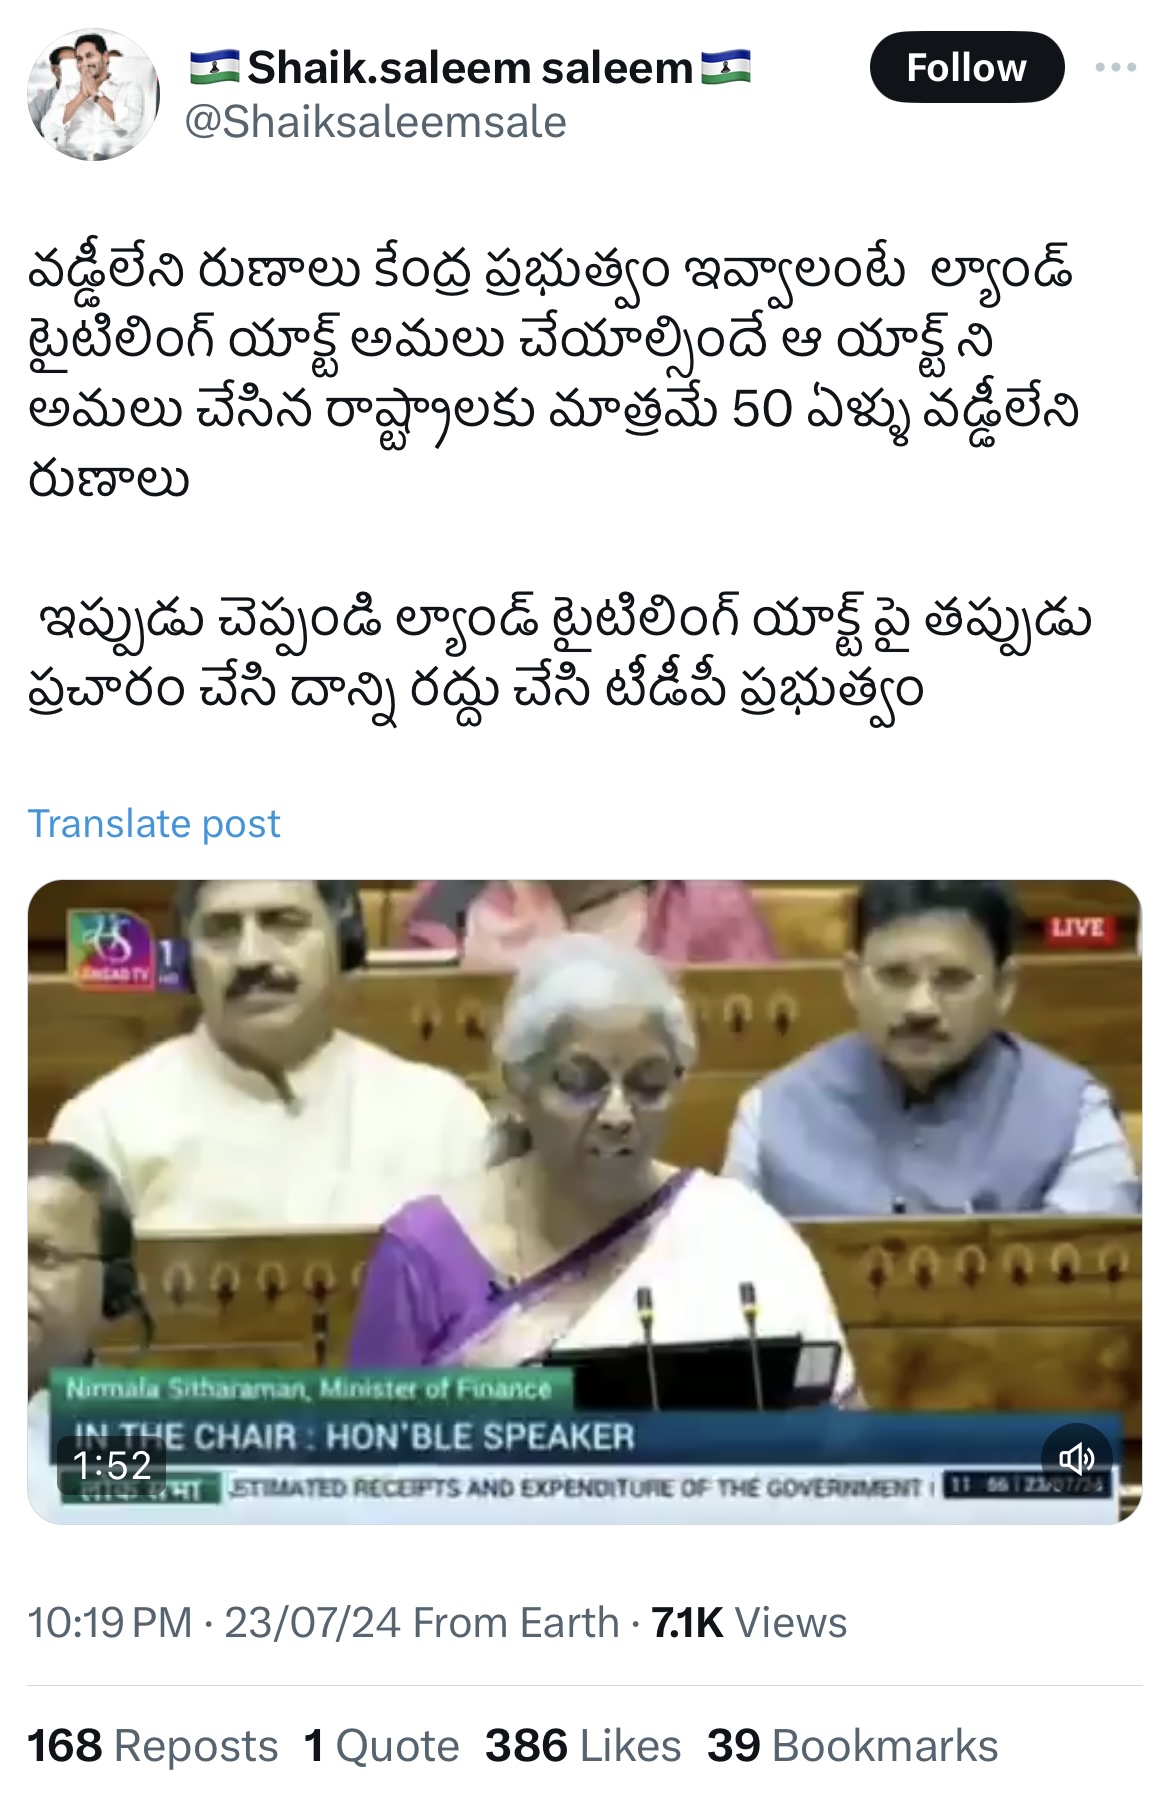 Shaik.saleem saleem
Follow
@Shaiksaleemsale
వడ్డీలేని రుణాలు కేంద్ర ప్రభుత్వం ఇవ్వాలంటే ల్యాండ్
టైటిలింగ్ యాక్ట్ అమలు చేయాల్సిందే ఆ యాక్ట్ ని
అమలు చేసిన రాష్ట్రాలకు మాత్రమే 50 ఏళ్ళు వడ్డీలేని
రుణాలు
ఇప్పుడు చెప్పండి ల్యాండ్ టైటిలింగ్ యాక్ట్ పై తప్పుడు
ప్రచారం చేసి దాన్ని రద్దు చేసి టీడీపీ ప్రభుత్వం
Translate post
SANSAD TV 1
HD
LIVE
Nirmala Sitharaman, Minister of Finance
IN THE CHAIR : HON'BLE SPEAKER
1:52
ESTIMATED RECEIPTS AND EXPENDITURE OF THE GOVERNMENT
10:19 PM · 23/07/24 From Earth · 7.1K Views
168 Reposts 1 Quote 386 Likes 39 Bookmarks